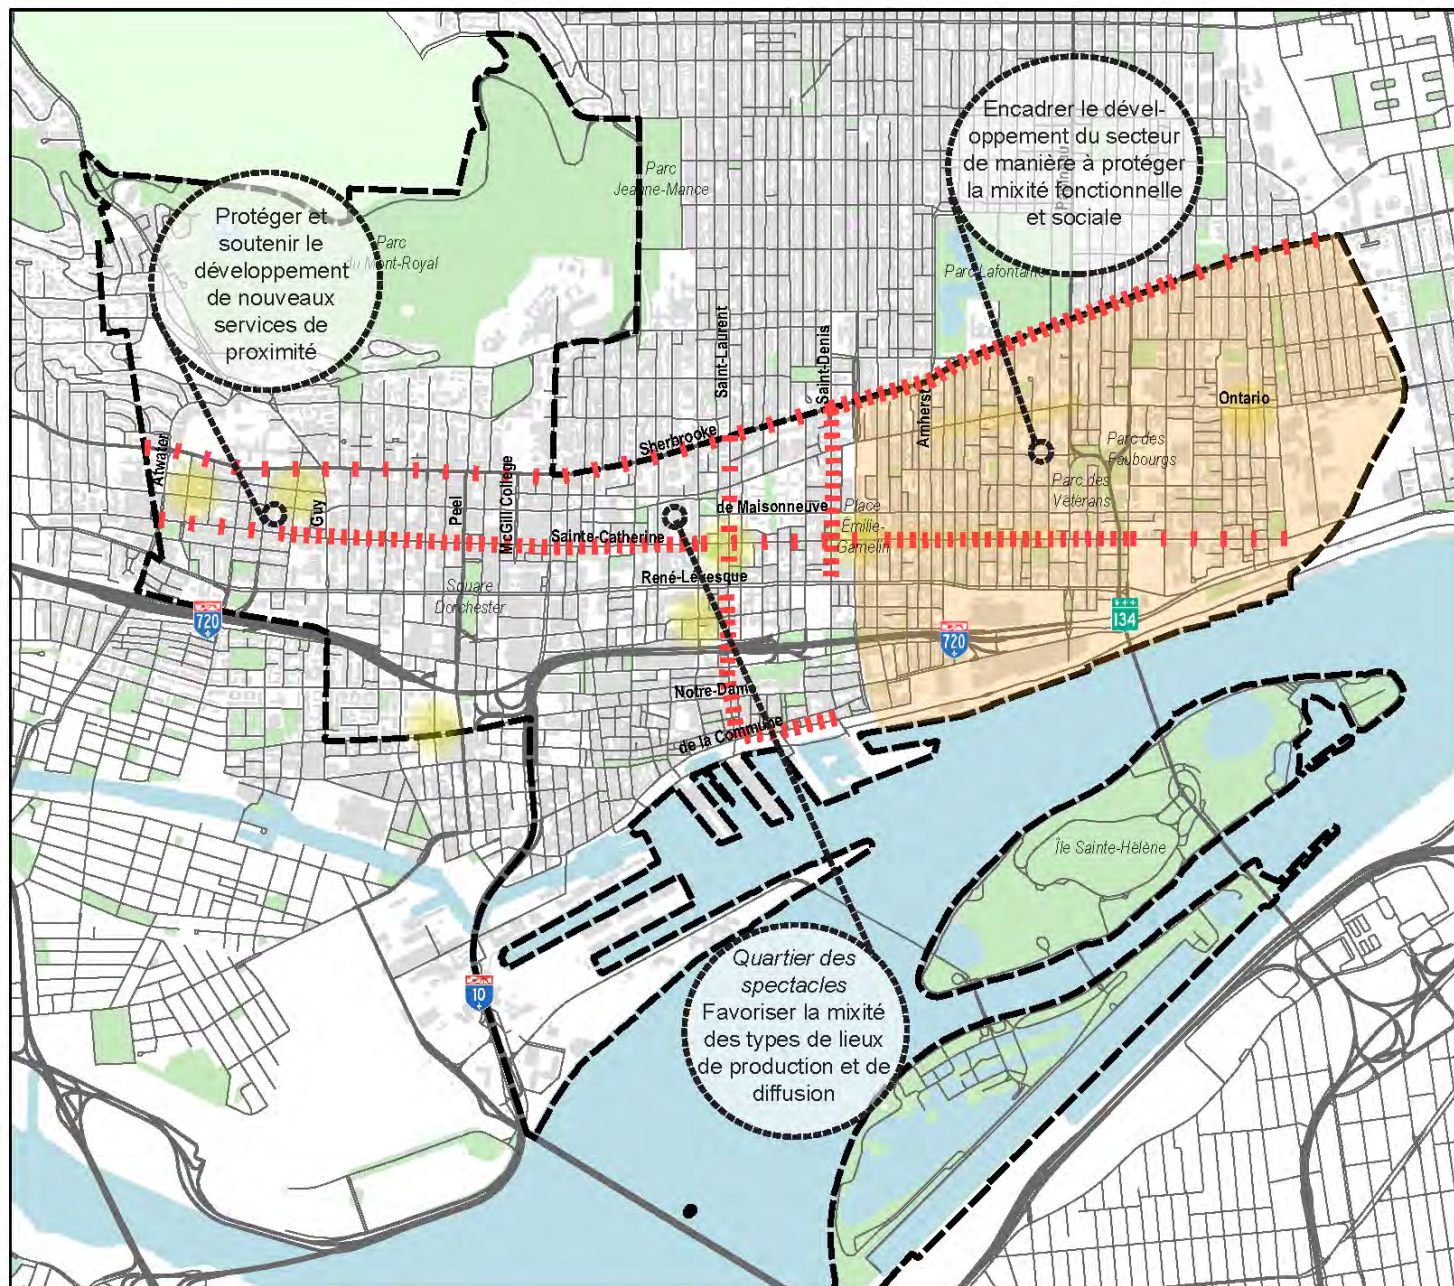 Encadrer le dével-
oppement du secteur
de manière à protéger
la mixité fonctionnelle
et sociale
Parc
Jeanne-Mance
Protéger et
soutenir le
développement
de nouveaux
services de
proximité
Parc
du Mont-Royal
Parc Lafontaine
Saint-Laurent
Saint-Denis
Amherst
Ontario
Sherbrooke
Parc des
Faubourgs
Parc des
Vétérans
Atwater
Guy
Peel
McGill College
de Maisonneuve
Place
Émilie-
Gamelin
Sainte-Catherine
René-Lévesque
Square
Dorchester
720
720
134
Notre-Dame
de la Commune
Île Sainte-Hélène
10
Quartier des
spectacles
Favoriser la mixité
des types de lieux
de production et de
diffusion